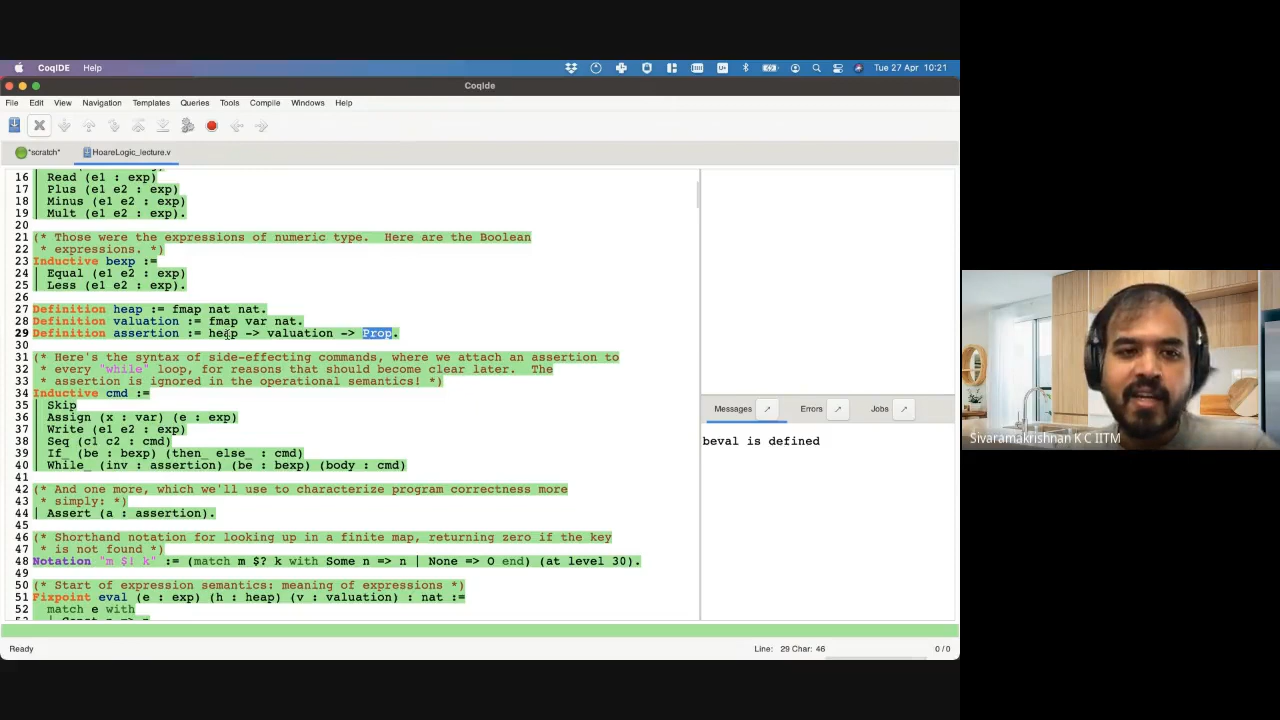 CoqIDE Help
Tue 27 Apr 10:21
CoqIde
File Edit View Navigation Templates Queries Tools Compile Windows Help
*scratch* HoareLogic_lecture.v
16 | Read (e1 : exp)
17 | Plus (e1 e2 : exp)
18 | Minus (e1 e2 : exp)
19 | Mult (e1 e2 : exp).
20
21 (* Those were the expressions of numeric type.  Here are the Boolean
22  * expressions. *)
23 Inductive bexp :=
24 | Equal (e1 e2 : exp)
25 | Less (e1 e2 : exp).
26
27 Definition heap := fmap nat nat.
28 Definition valuation := fmap var nat.
29 Definition assertion := heap -> valuation -> Prop.
30
31 (* Here's the syntax of side-effecting commands, where we attach an assertion to
32  * every "while" loop, for reasons that should become clear later.  The
33  * assertion is ignored in the operational semantics! *)
34 Inductive cmd :=
35 | Skip
36 | Assign (x : var) (e : exp)
37 | Write (e1 e2 : exp)
38 | Seq (c1 c2 : cmd)
39 | If_ (be : bexp) (then_ else_ : cmd)
40 | While_ (inv : assertion) (be : bexp) (body : cmd)
41
42 (* And one more, which we'll use to characterize program correctness more
43  * simply: *)
44 | Assert (a : assertion).
45
46 (* Shorthand notation for looking up in a finite map, returning zero if the key
47  * is not found *)
48 Notation "m $! k" := (match m $? k with Some n => n | None => O end) (at level 30).
49
50 (* Start of expression semantics: meaning of expressions *)
51 Fixpoint eval (e : exp) (h : heap) (v : valuation) : nat :=
52   match e with
Messages Errors Jobs
beval is defined
Ready
Line: 29 Char: 46
0 / 0
Sivaramakrishnan K C IITM